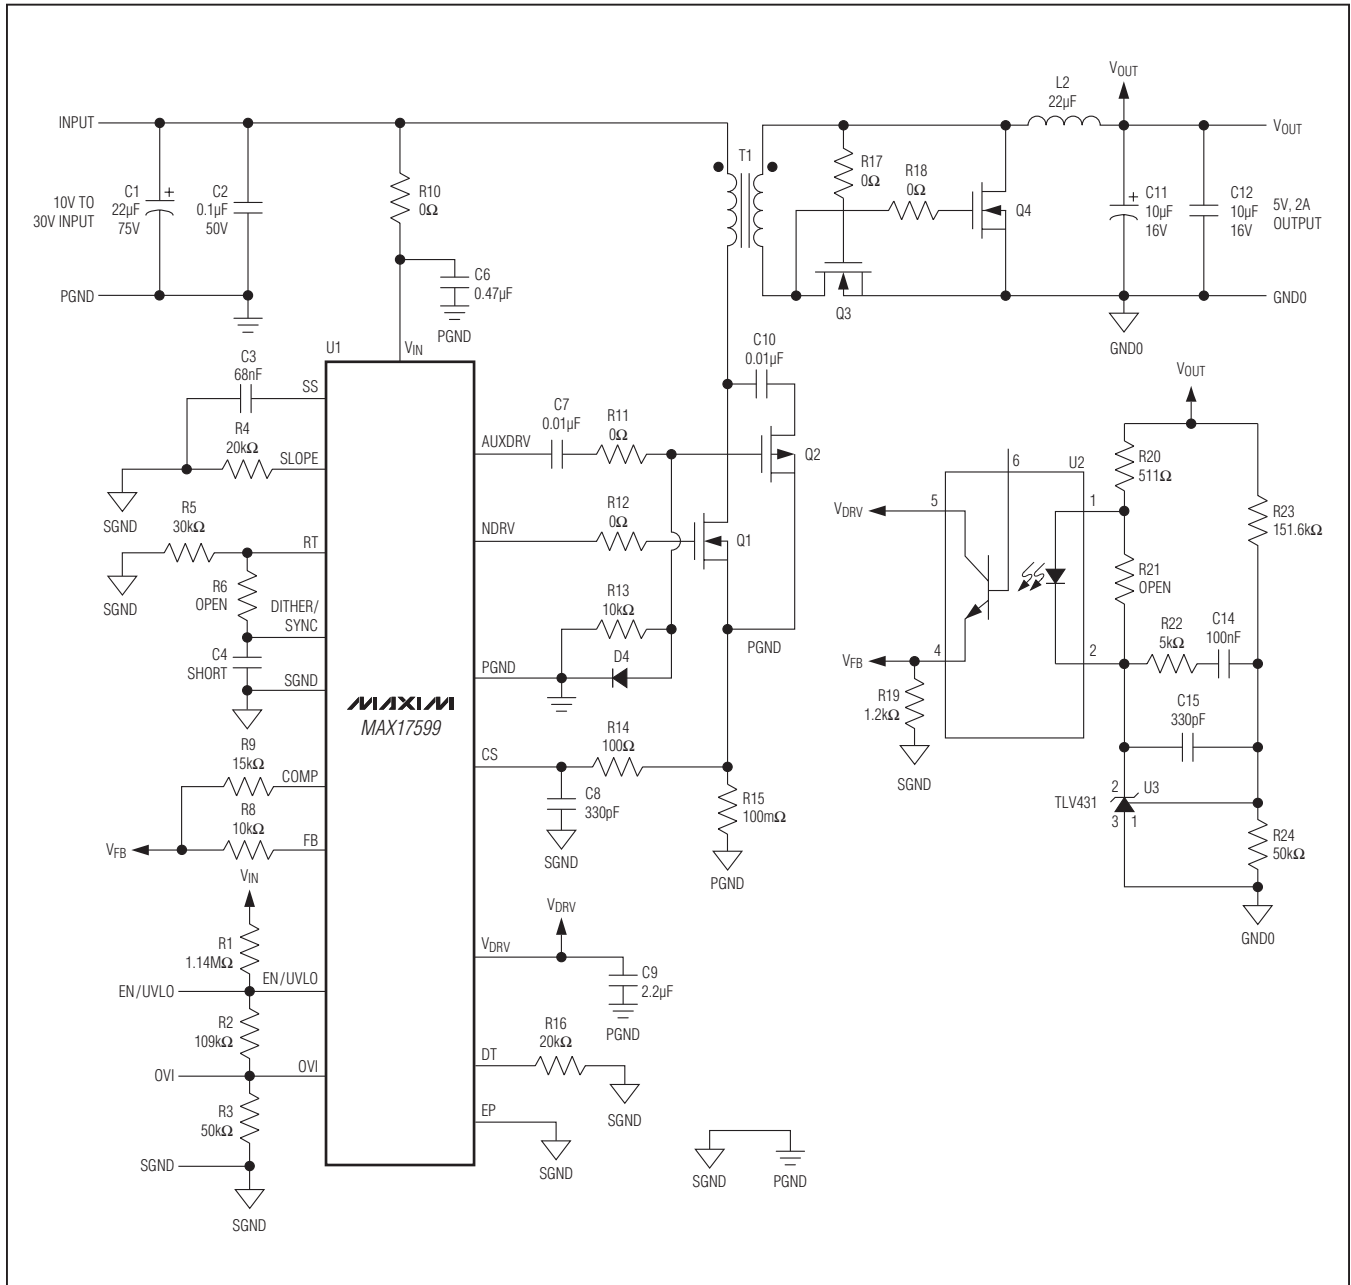 INPUT
10V TO
30V INPUT
PGND
C1
22µF
75V
+
C2
0.1µF
50V
R10
0Ω
C6
0.47µF
PGND
T1
R17
0Ω
R18
0Ω
Q4
Q3
L2
22µF
VOUT
VOUT
+
C11
10µF
16V
C12
10µF
16V
5V, 2A
OUTPUT
GND0
GND0
U1
VIN
C3
68nF
SS
R4
20kΩ
SLOPE
SGND
R5
30kΩ
RT
SGND
R6
OPEN
DITHER/
SYNC
C4
SHORT
SGND
R9
15kΩ
COMP
R8
10kΩ
FB
VFB
VIN
R1
1.14MΩ
EN/UVLO
EN/UVLO
R2
109kΩ
OVI
OVI
R3
50kΩ
SGND
SGND
MAXIM
MAX17599
AUXDRV
C7
0.01µF
R11
0Ω
C10
0.01µF
Q2
NDRV
R12
0Ω
Q1
R13
10kΩ
PGND
D4
PGND
CS
R14
100Ω
C8
330pF
SGND
R15
100mΩ
PGND
VDRV
VDRV
C9
2.2µF
PGND
DT
R16
20kΩ
SGND
EP
SGND
SGND
PGND
VOUT
6
U2
5
VDRV
1
R20
511Ω
R23
151.6kΩ
R21
OPEN
R22
5kΩ
C14
100nF
4
VFB
2
R19
1.2kΩ
SGND
C15
330pF
2
U3
TLV431
3
1
R24
50kΩ
GND0